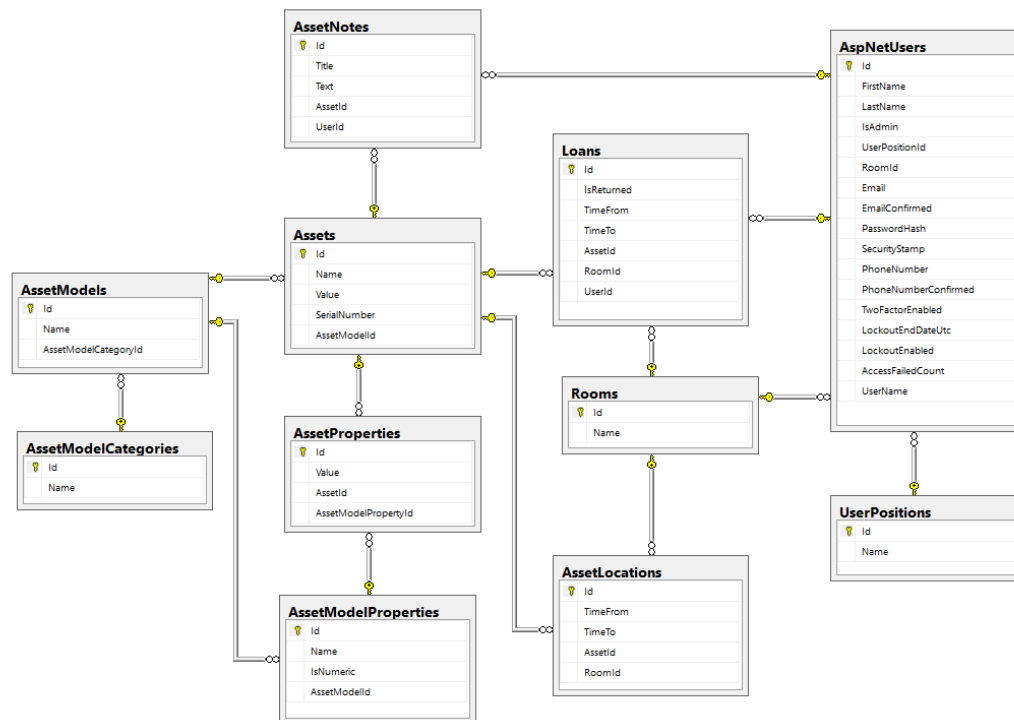 AssetNotes
Id
Title
Text
AssetId
UserId
AspNetUsers
Id
FirstName
LastName
IsAdmin
UserPositionId
RoomId
Email
EmailConfirmed
PasswordHash
SecurityStamp
PhoneNumber
PhoneNumberConfirmed
TwoFactorEnabled
LockoutEndDateUtc
LockoutEnabled
AccessFailedCount
UserName
Loans
Id
IsReturned
TimeFrom
TimeTo
AssetId
RoomId
UserId
Assets
Id
Name
Value
SerialNumber
AssetModelId
AssetModels
Id
Name
AssetModelCategoryId
Rooms
Id
Name
AssetProperties
Id
Value
AssetId
AssetModelPropertyId
AssetModelCategories
Id
Name
UserPositions
Id
Name
AssetLocations
Id
TimeFrom
TimeTo
AssetId
RoomId
AssetModelProperties
Id
Name
IsNumeric
AssetModelId